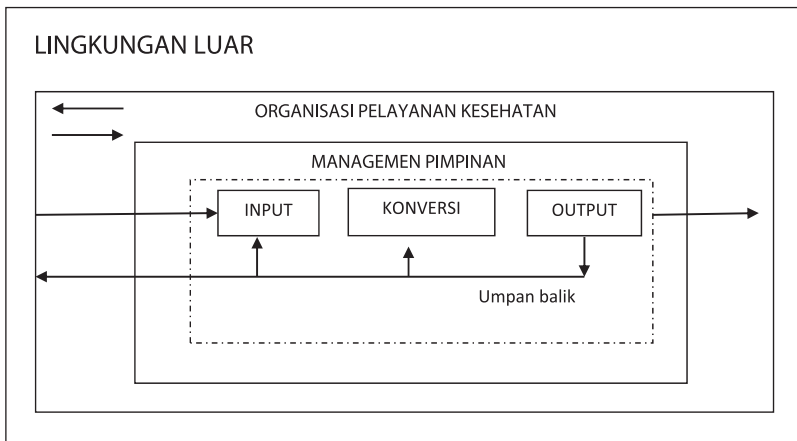 LINGKUNGAN LUAR
ORGANISASI PELAYANAN KESEHATAN
MANAGEMEN PIMPINAN
INPUT
KONVERSI
OUTPUT
Umpan balik